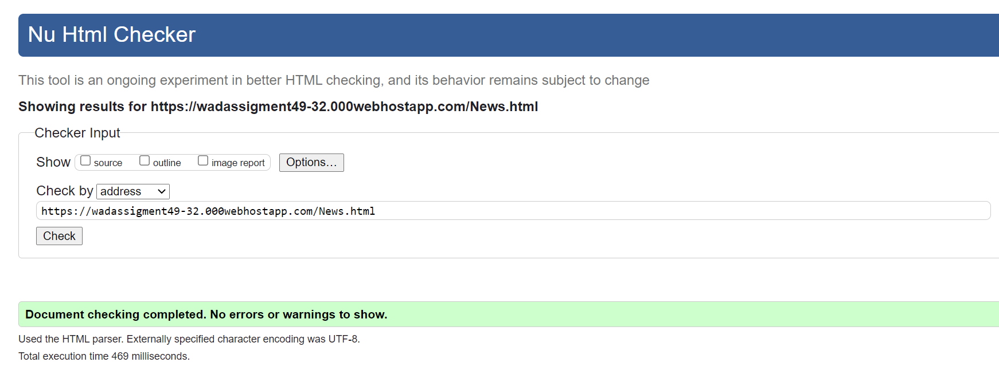 Nu Html Checker
This tool is an ongoing experiment in better HTML checking, and its behavior remains subject to change
Showing results for https://wadassigment49-32.000webhostapp.com/News.html
Checker Input
Show source outline image report Options...
Check by address
https://wadassigment49-32.000webhostapp.com/News.html
Check
Document checking completed. No errors or warnings to show.
Used the HTML parser. Externally specified character encoding was UTF-8.
Total execution time 469 milliseconds.